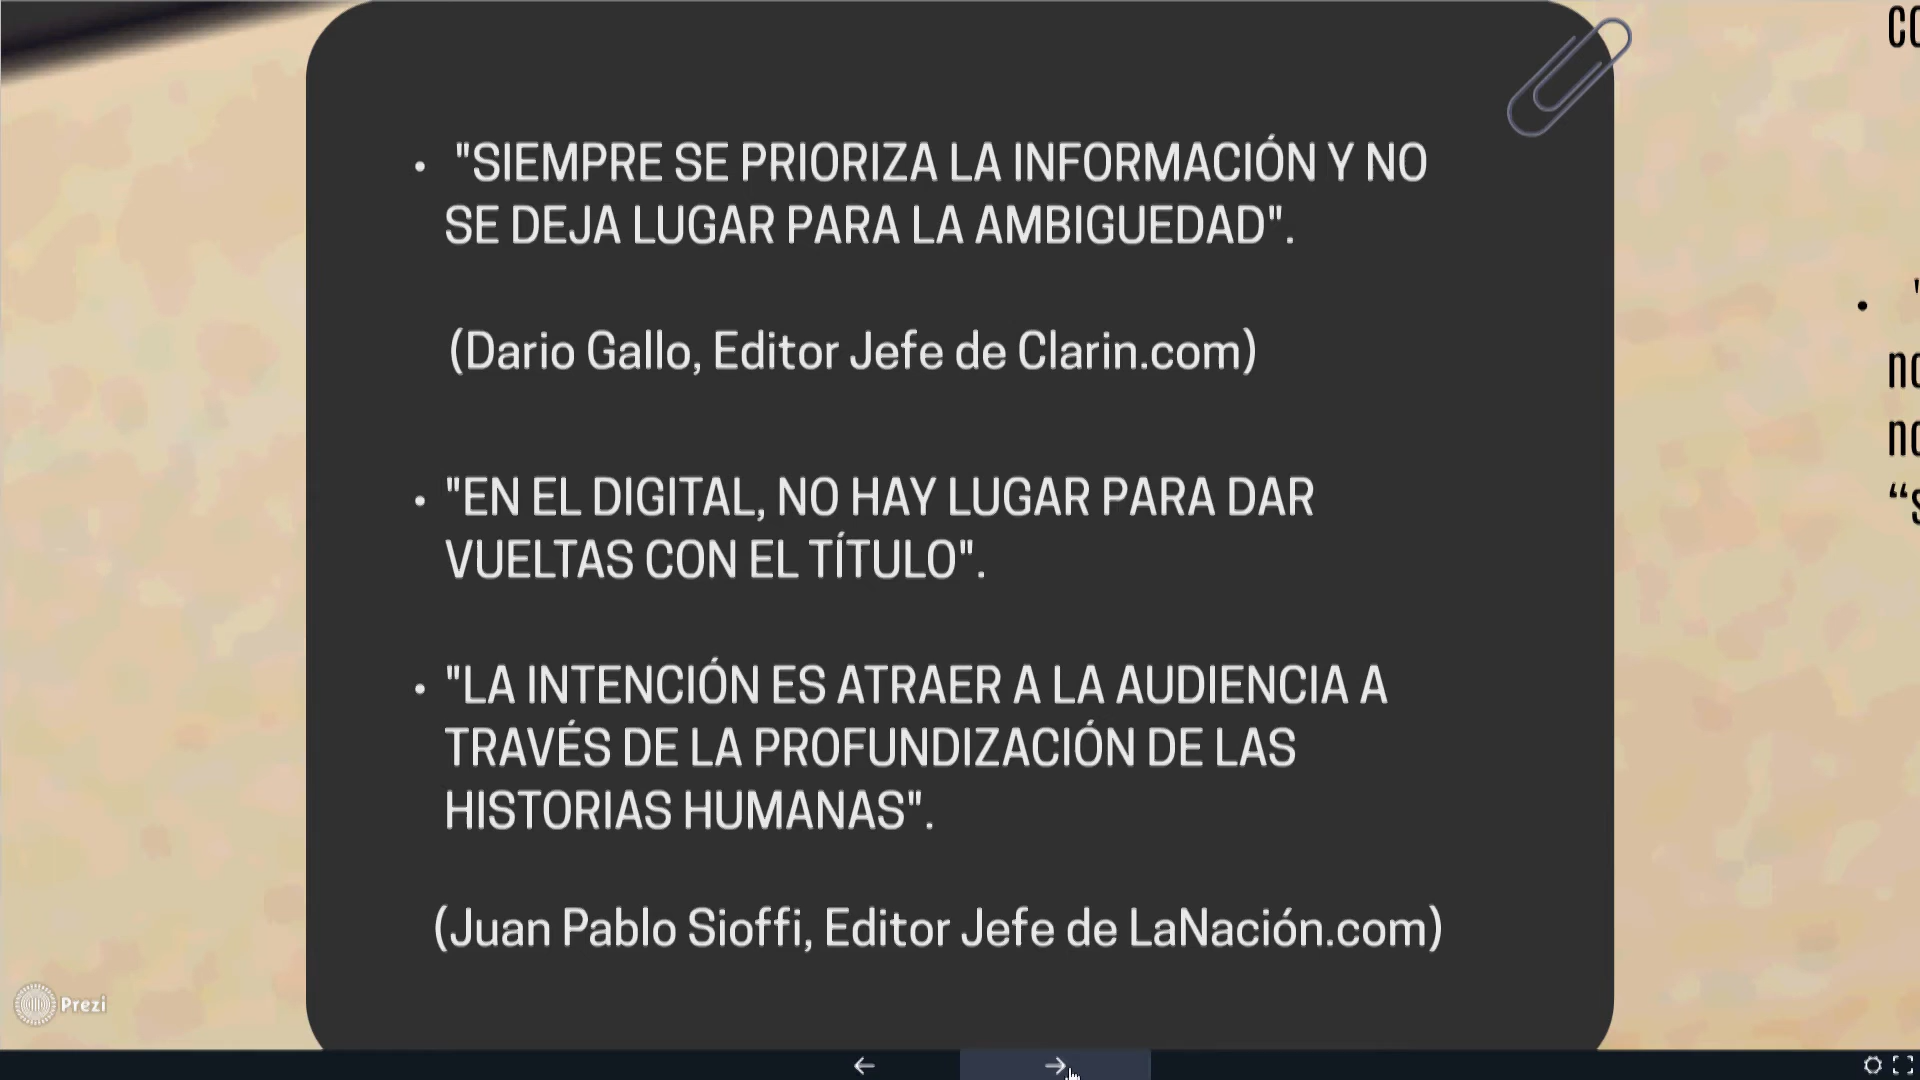 • "SIEMPRE SE PRIORIZA LA INFORMACIÓN Y NO
SE DEJA LUGAR PARA LA AMBIGUEDAD".
(Dario Gallo, Editor Jefe de Clarin.com)
• "EN EL DIGITAL, NO HAY LUGAR PARA DAR
VUELTAS CON EL TÍTULO".
• "LA INTENCIÓN ES ATRAER A LA AUDIENCIA A
TRAVÉS DE LA PROFUNDIZACIÓN DE LAS
HISTORIAS HUMANAS".
(Juan Pablo Sioffi, Editor Jefe de LaNación.com)
Prezi